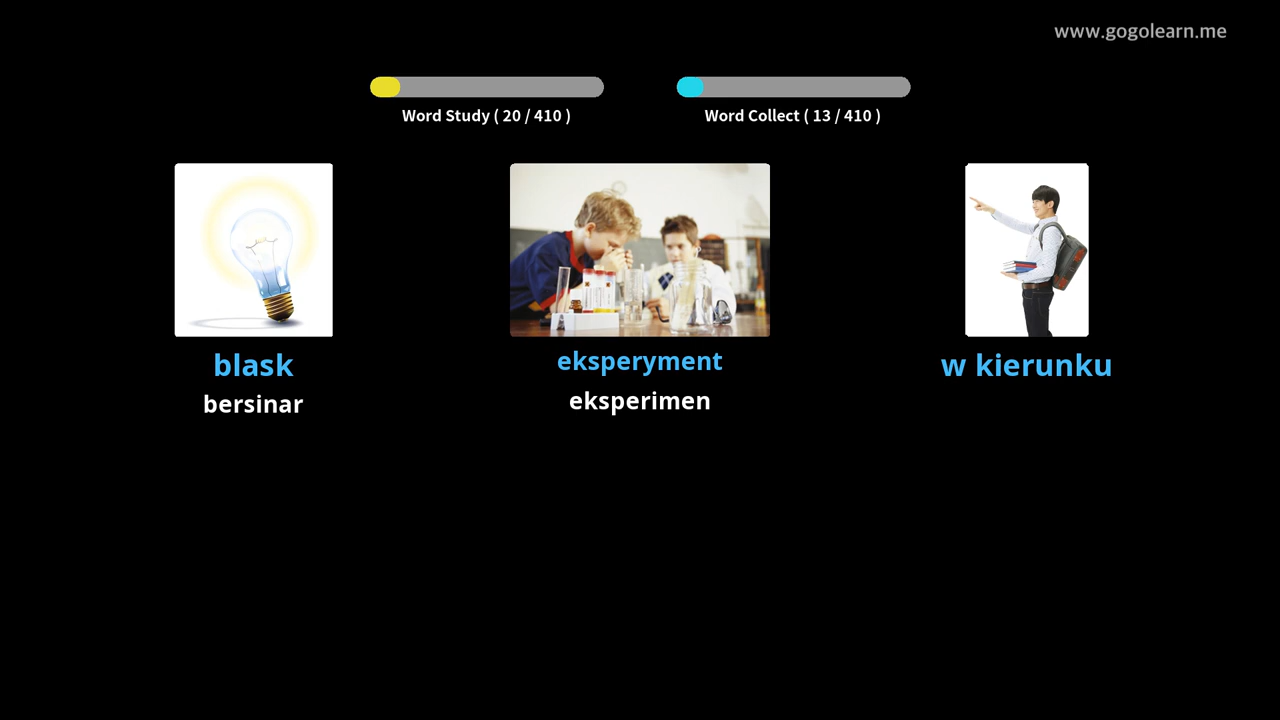 www.gogolearn.me
Word Study ( 20 / 410 )
Word Collect ( 13 / 410 )
blask
bersinar
eksperyment
eksperimen
w kierunku